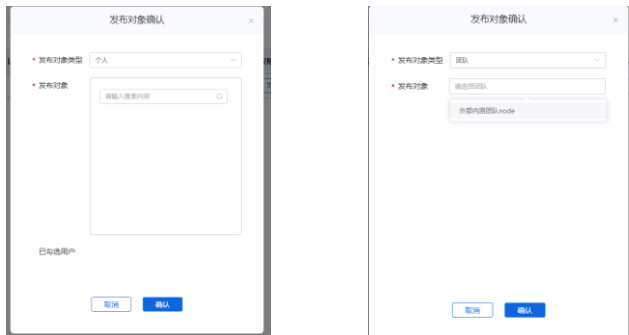 发布对象确认
×
* 发布对象类型
个人
* 发布对象
请输入搜索内容
已勾选用户
取消
确认
发布对象确认
×
* 发布对象类型
团队
* 发布对象
请选择团队
外部内测团队node
取消
确认